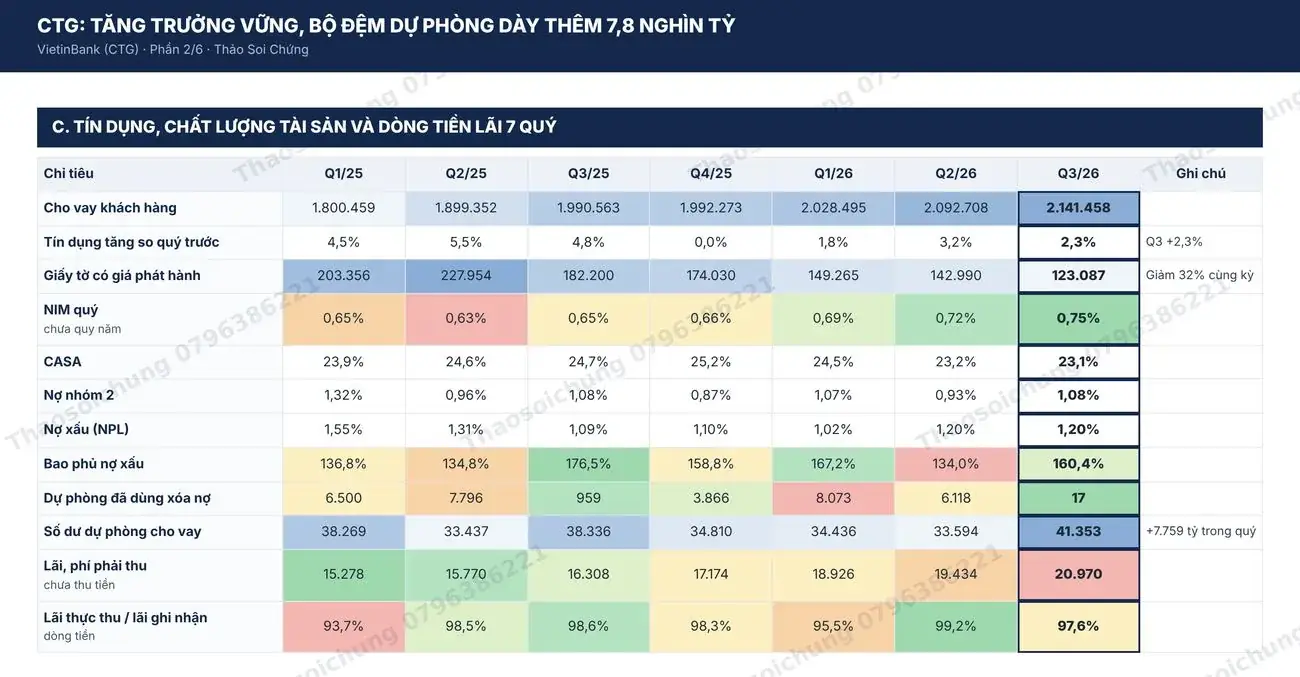 CTG: TĂNG TRƯỞNG VỮNG, BỘ ĐỆM DỰ PHÒNG DÀY THÊM 7,8 NGHÌN TỶ
VietinBank (CTG) · Phần 2/6 · Thảo Soi Chứng
C. TÍN DỤNG, CHẤT LƯỢNG TÀI SẢN VÀ DÒNG TIỀN LÃI 7 QUÝ
Chỉ tiêu Q1/25 Q2/25 Q3/25 Q4/25 Q1/26 Q2/26 Q3/26 Ghi chú
Cho vay khách hàng 1.800.459 1.899.352 1.990.563 1.992.273 2.028.495 2.092.708 2.141.458
Tín dụng tăng so quý trước 4,5% 5,5% 4,8% 0,0% 1,8% 3,2% 2,3% Q3 +2,3%
Giấy tờ có giá phát hành 203.356 227.954 182.200 174.030 149.265 142.990 123.087 Giảm 32% cùng kỳ
NIM quý 0,65% 0,63% 0,65% 0,66% 0,69% 0,72% 0,75%
chưa quy năm
CASA 23,9% 24,6% 24,7% 25,2% 24,5% 23,2% 23,1%
Nợ nhóm 2 1,32% 0,96% 1,08% 0,87% 1,07% 0,93% 1,08%
Nợ xấu (NPL) 1,55% 1,31% 1,09% 1,10% 1,02% 1,20% 1,20%
Bao phủ nợ xấu 136,8% 134,8% 176,5% 158,8% 167,2% 134,0% 160,4%
Dự phòng đã dùng xóa nợ 6.500 7.796 959 3.866 8.073 6.118 17
Số dư dự phòng cho vay 38.269 33.437 38.336 34.810 34.436 33.594 41.353 +7.759 tỷ trong quý
Lãi, phí phải thu 15.278 15.770 16.308 17.174 18.926 19.434 20.970
chưa thu tiền
Lãi thực thu / lãi ghi nhận 93,7% 98,5% 98,6% 98,3% 95,5% 99,2% 97,6%
dòng tiền
Thaosoichung 0796386221